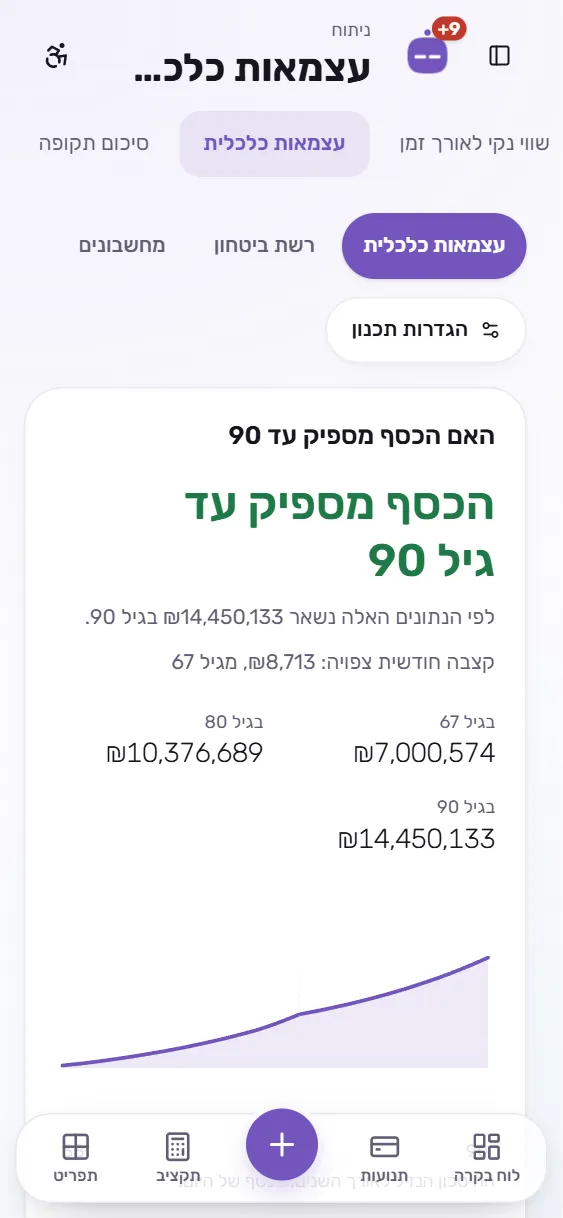 ניתוח
עצמאות כלכ...
9+
שווי נקי לאורך זמן
עצמאות כלכלית
סיכום תקופה
עצמאות כלכלית
רשת ביטחון
מחשבונים
הגדרות תכנון
האם הכסף מספיק עד 90
הכסף מספיק עד
גיל 90
לפי הנתונים האלה נשאר ₪14,450,133 בגיל 90.
קצבה חודשית צפויה: ₪8,713, מגיל 67
בגיל 67
₪7,000,574
בגיל 80
₪10,376,689
בגיל 90
₪14,450,133
לוח בקרה
תנועות
תקציב
תפריט